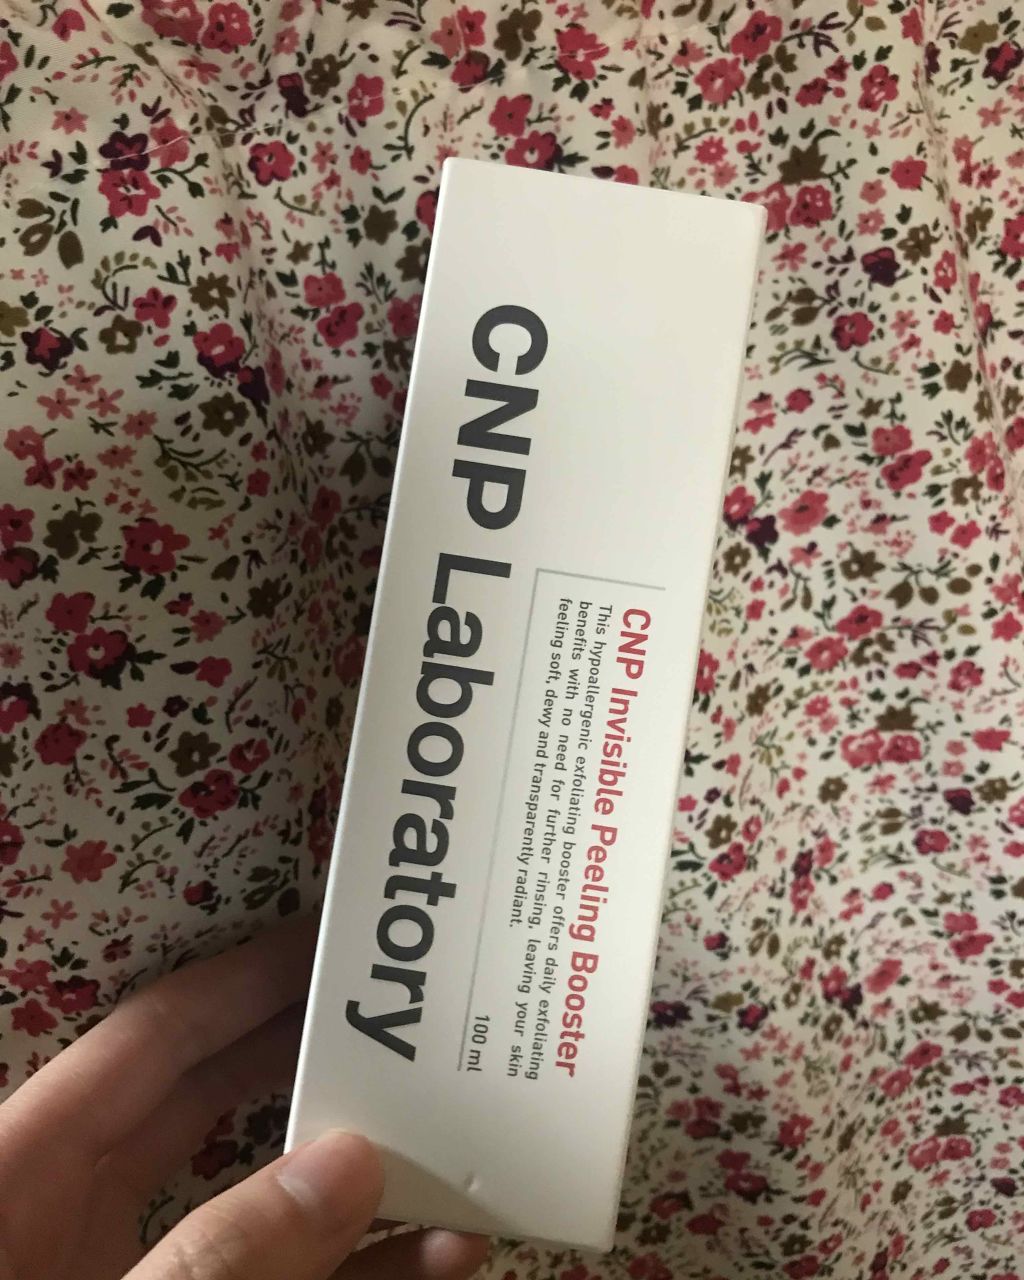 CNP Invisible Peeling Booster
This hypoallergenic exfoliating booster offers daily exfoliating
benefits with no need for further rinsing, leaving your skin
feeling soft, dewy and transparently radiant.
100 ml
CNP Laboratory